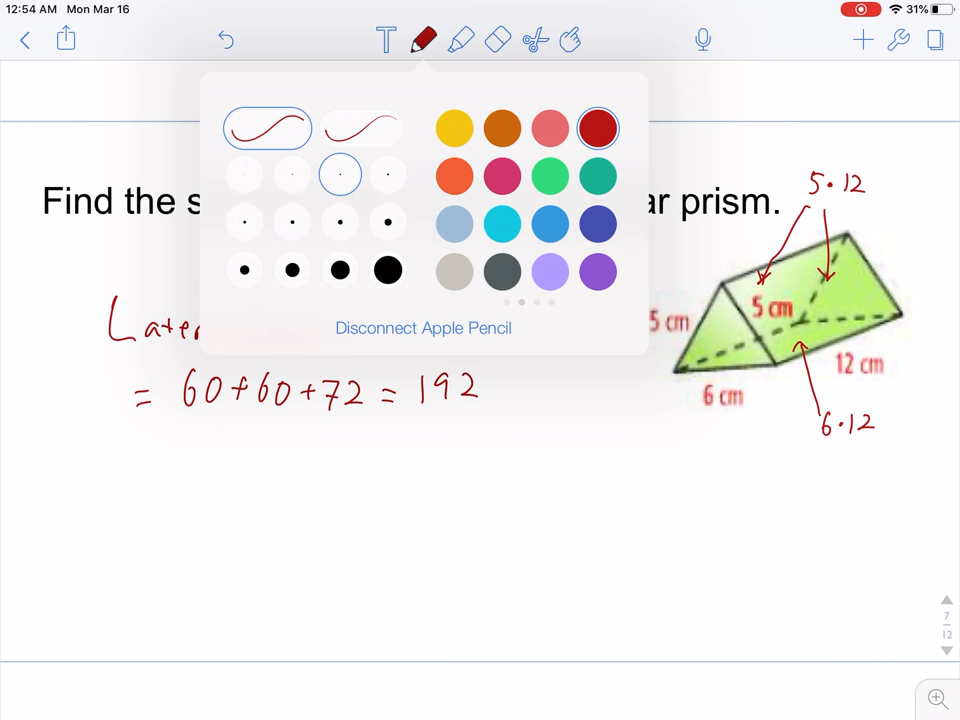 12:54 AM Mon Mar 16
31%
T
Find the s
ar prism.
5·12
5 cm
5 cm
12 cm
6 cm
6·12
Later
= 60+60+72 = 192
Disconnect Apple Pencil
7
12